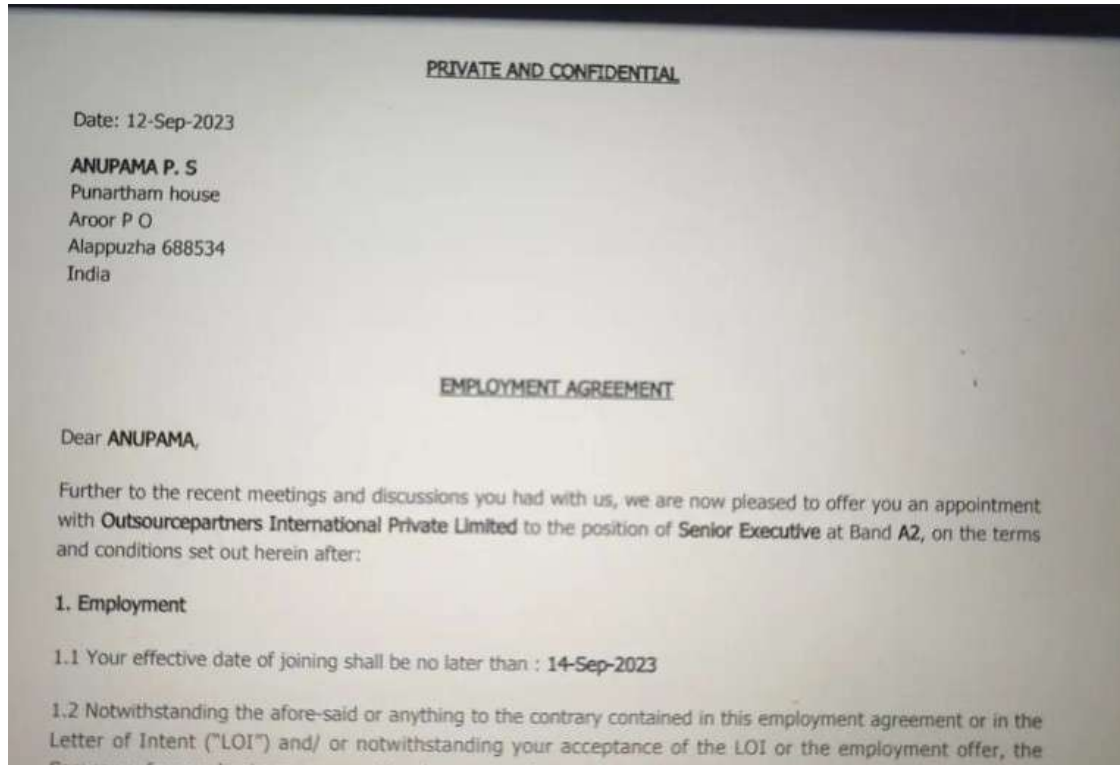 PRIVATE AND CONFIDENTIAL
Date: 12-Sep-2023
ANUPAMA P. S
Punartham house
Aroor P O
Alappuzha 688534
India
EMPLOYMENT AGREEMENT
Dear ANUPAMA,
Further to the recent meetings and discussions you had with us, we are now pleased to offer you an appointment
with Outsourcepartners International Private Limited to the position of Senior Executive at Band A2, on the terms
and conditions set out herein after:
1. Employment
1.1 Your effective date of joining shall be no later than : 14-Sep-2023
1.2 Notwithstanding the afore-said or anything to the contrary contained in this employment agreement or in the
Letter of Intent ("LOI") and/ or notwithstanding your acceptance of the LOI or the employment offer, the